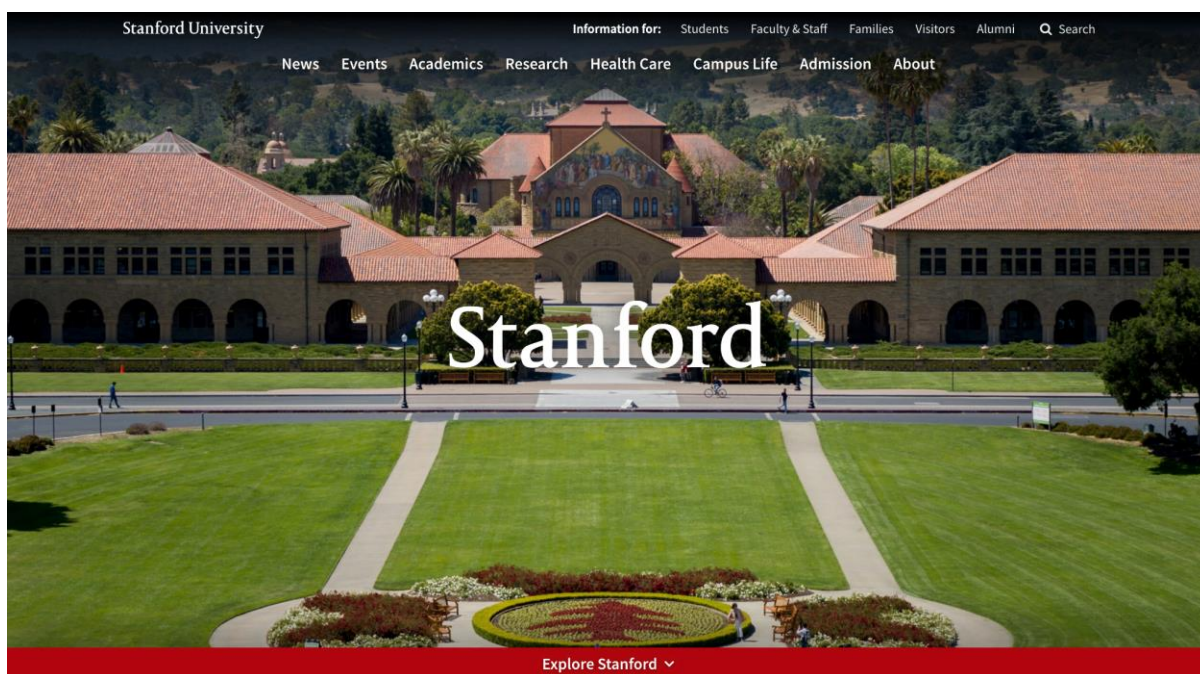 Stanford University
Information for: Students Faculty & Staff Families Visitors Alumni Search
News Events Academics Research Health Care Campus Life Admission About
Stanford
Explore Stanford